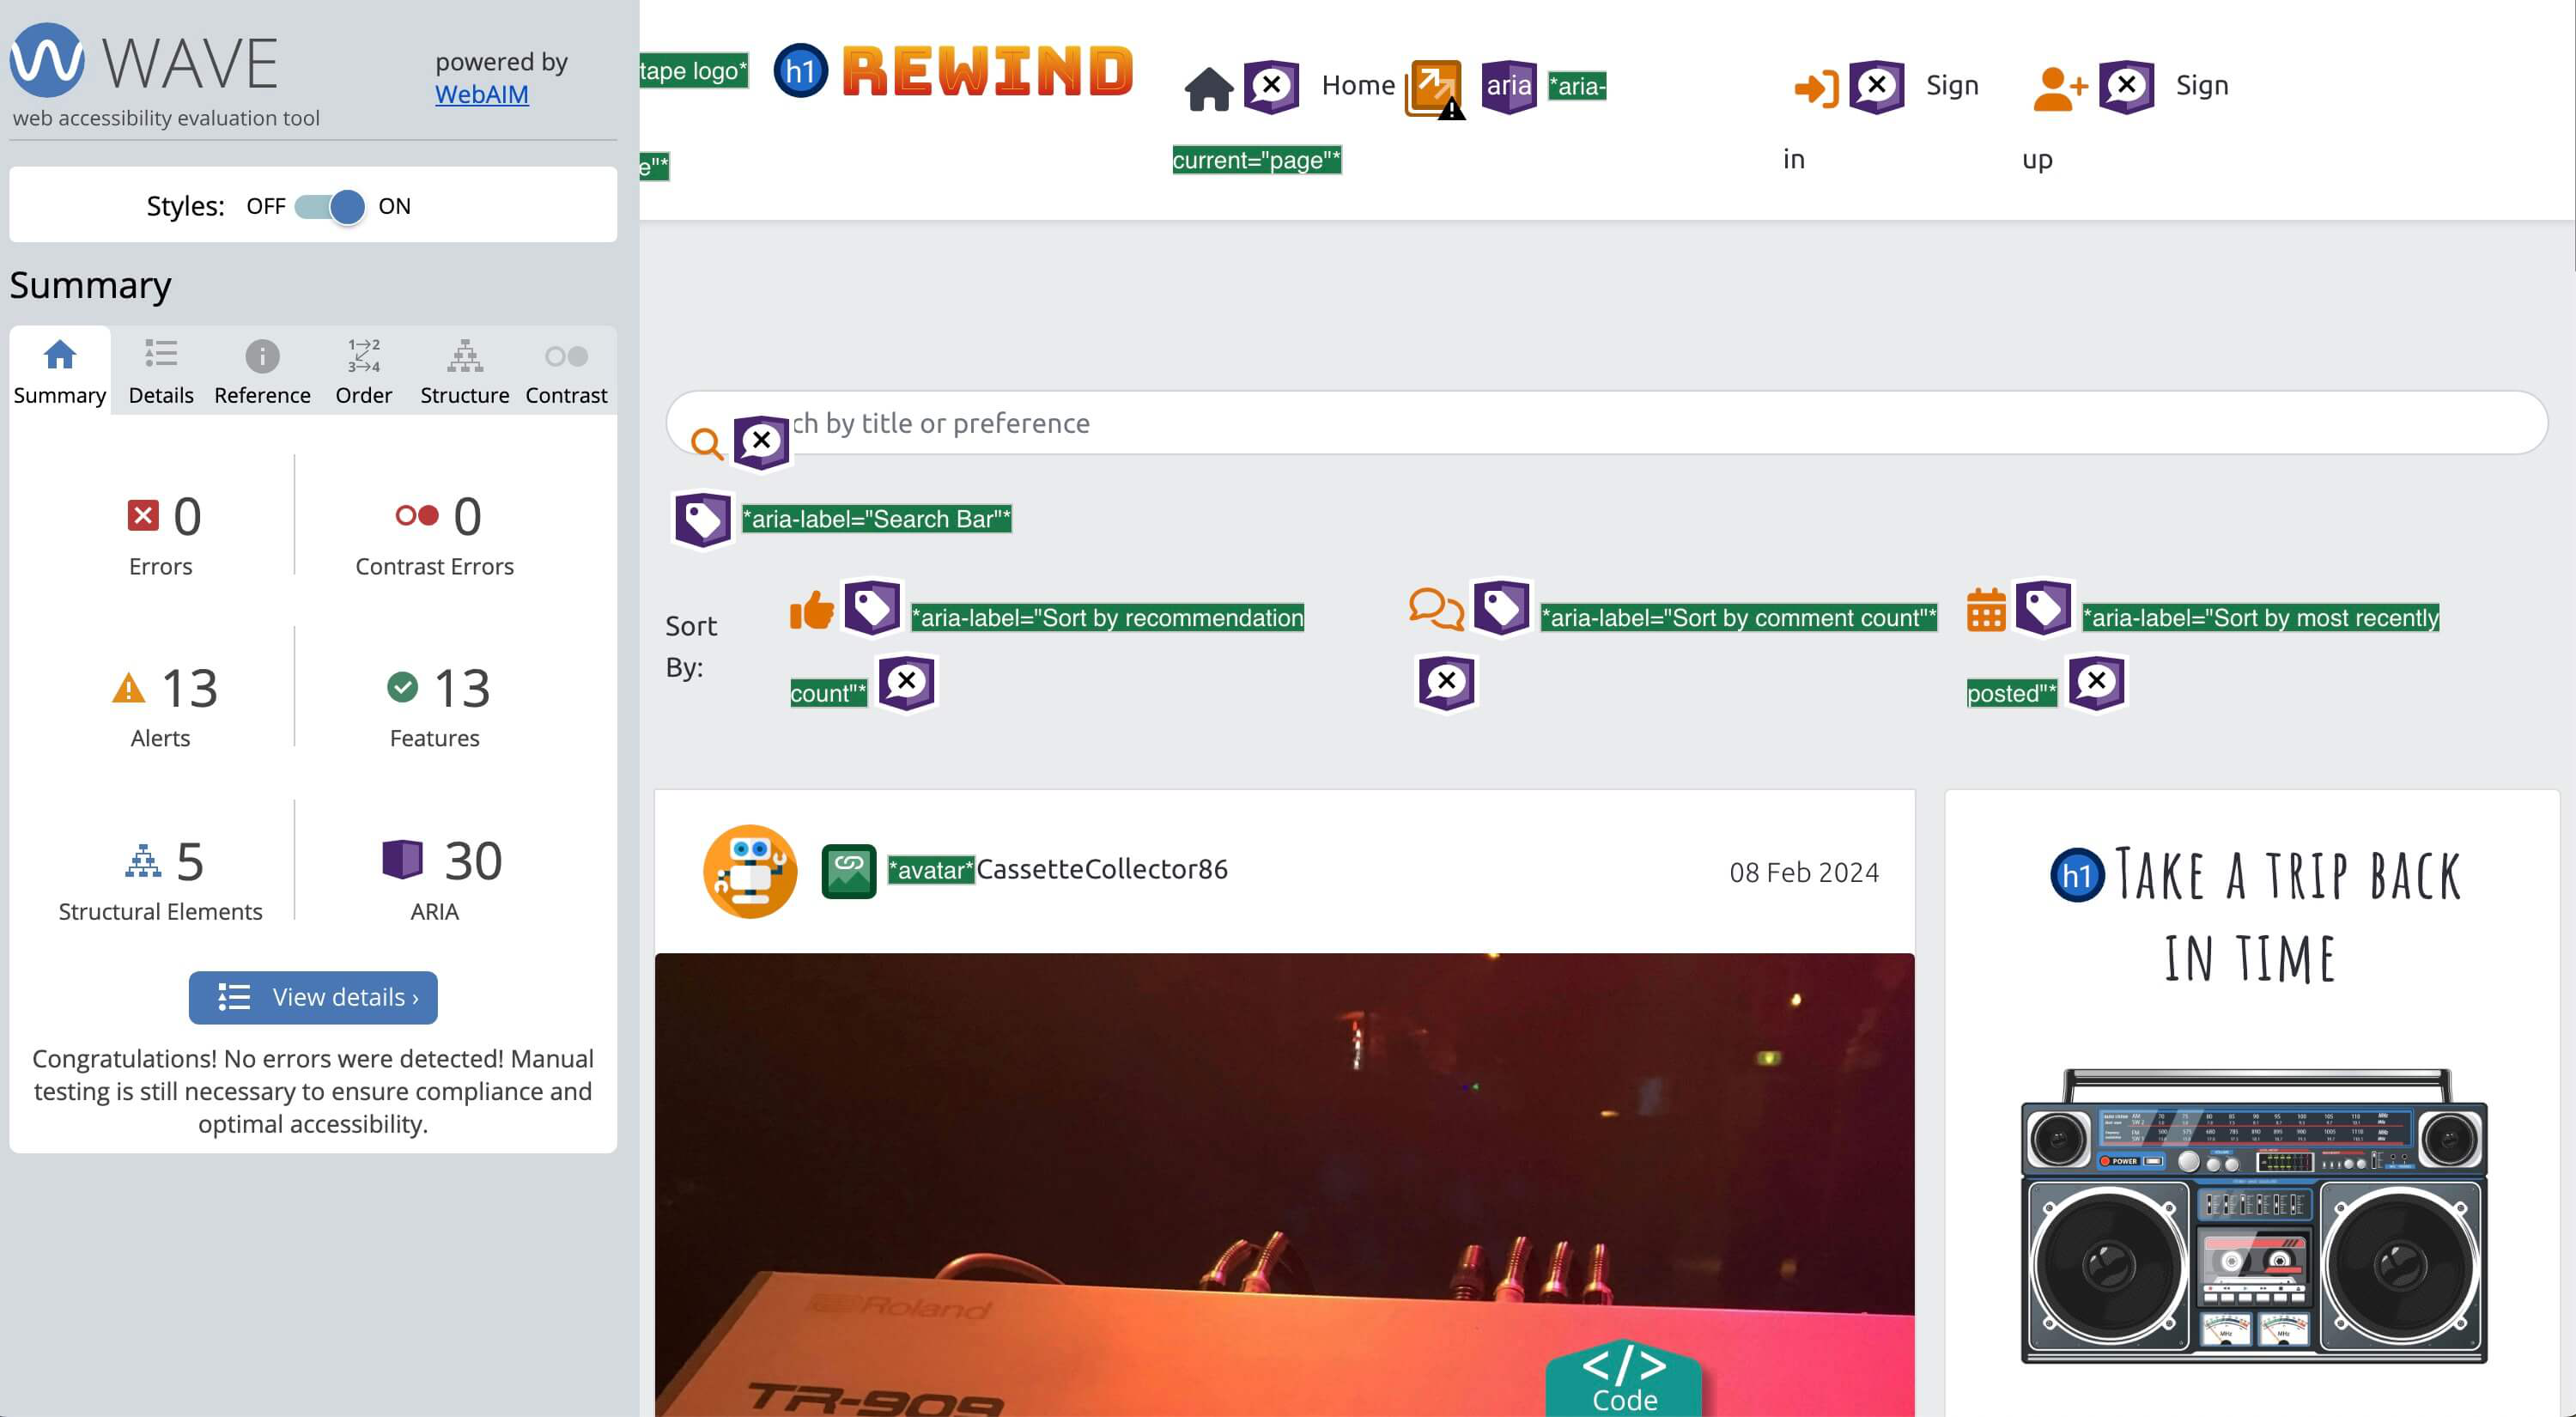 WAVE
powered by
WebAIM
web accessibility evaluation tool
Styles: OFF ON
Summary
Summary Details Reference Order Structure Contrast
0 Errors
0 Contrast Errors
13 Alerts
13 Features
5 Structural Elements
30 ARIA
View details ›
Congratulations! No errors were detected! Manual
testing is still necessary to ensure compliance and
optimal accessibility.
tape logo*
e"*
h1 REWIND
Home aria *aria-
current="page"*
Sign
in
Sign
up
ch by title or preference
*aria-label="Search Bar"*
Sort
By:
*aria-label="Sort by recommendation
count"*
*aria-label="Sort by comment count"*
*aria-label="Sort by most recently
posted"*
*avatar*CassetteCollector86
08 Feb 2024
h1 TAKE A TRIP BACK
IN TIME
POWER
Roland
TR-909
</>
Code